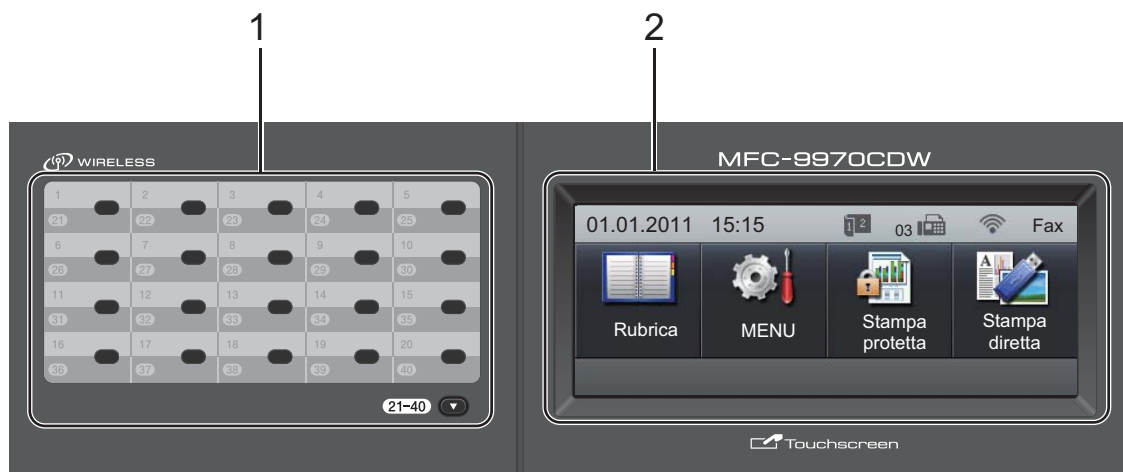 1 2
WIRELESS
1 2 3 4 5
21 22 23 24 25
6 7 8 9 10
26 27 28 29 30
11 12 13 14 15
31 32 33 34 35
16 17 18 19 20
36 37 38 39 40
21-40
MFC-9970CDW
01.01.2011 15:15 1 2 03 Fax
A
Rubrica
MENU
Stampa
protetta
Stampa
diretta
Touchscreen